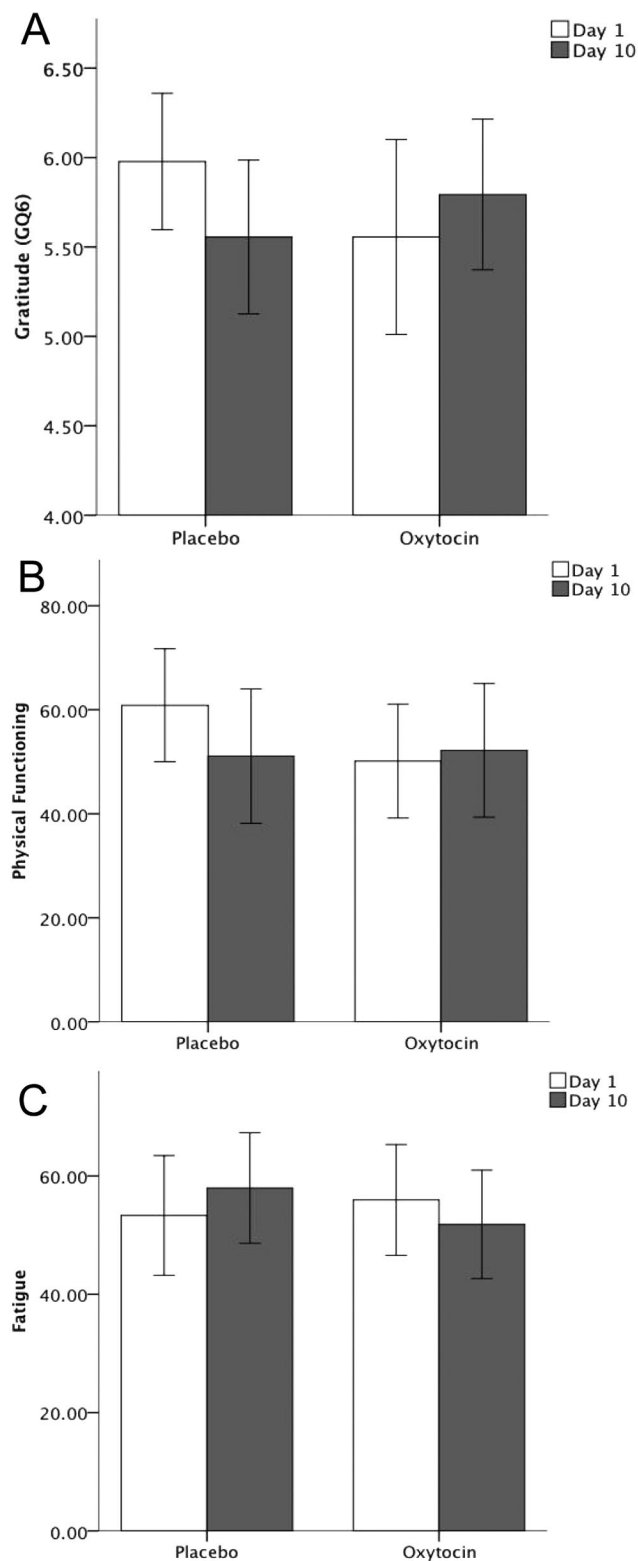 A
Day 1
Day 10
6.50
6.00
5.50
5.00
4.50
4.00
Gratitude (GQ6)
Placebo
Oxytocin
B
Day 1
Day 10
80.00
60.00
40.00
20.00
0.00
Physical Functioning
Placebo
Oxytocin
C
Day 1
Day 10
60.00
40.00
20.00
0.00
Fatigue
Placebo
Oxytocin